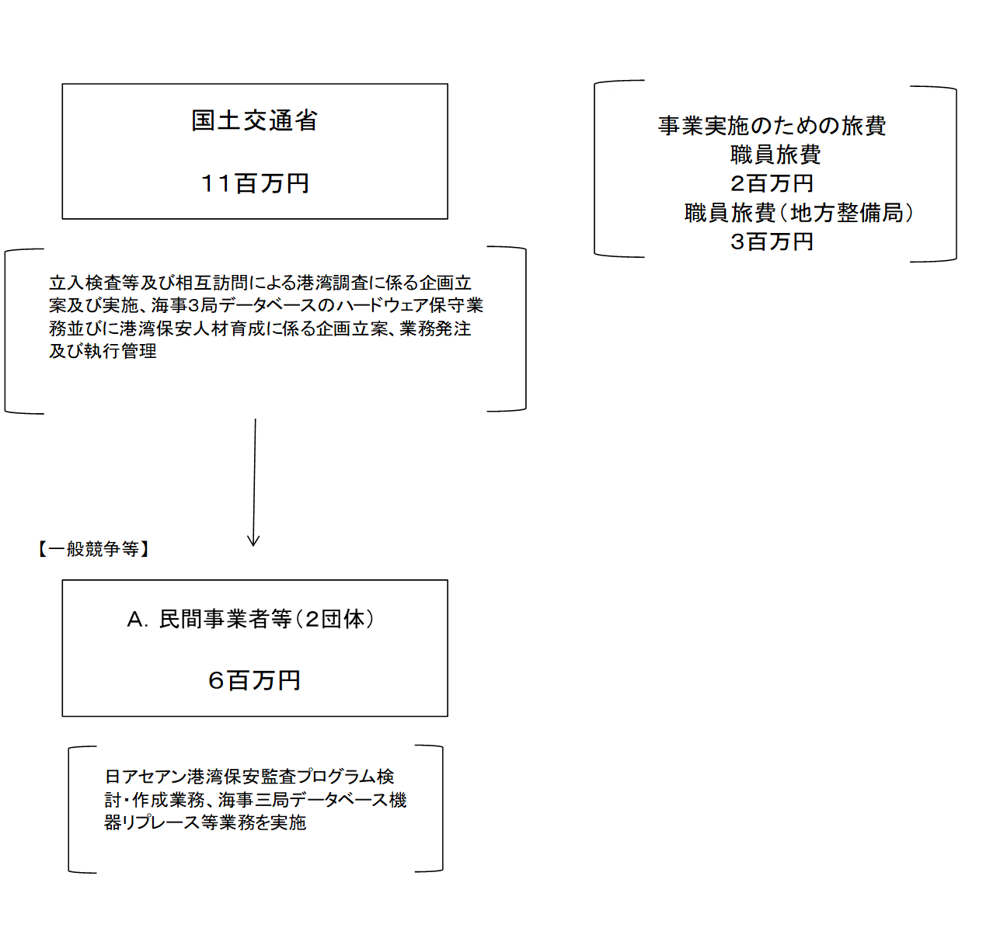 国土交通省
１１百万円
事業実施のための旅費
職員旅費
２百万円
職員旅費（地方整備局）
３百万円
立入検査等及び相互訪問による港湾調査に係る企画立
案及び実施、海事３局データベースのハードウェア保守業
務並びに港湾保安人材育成に係る企画立案、業務発注
及び執行管理
【一般競争等】
Ａ．民間事業者等（２団体）
６百万円
日アセアン港湾保安監査プログラム検
討・作成業務、海事三局データベース機
器リプレース等業務を実施